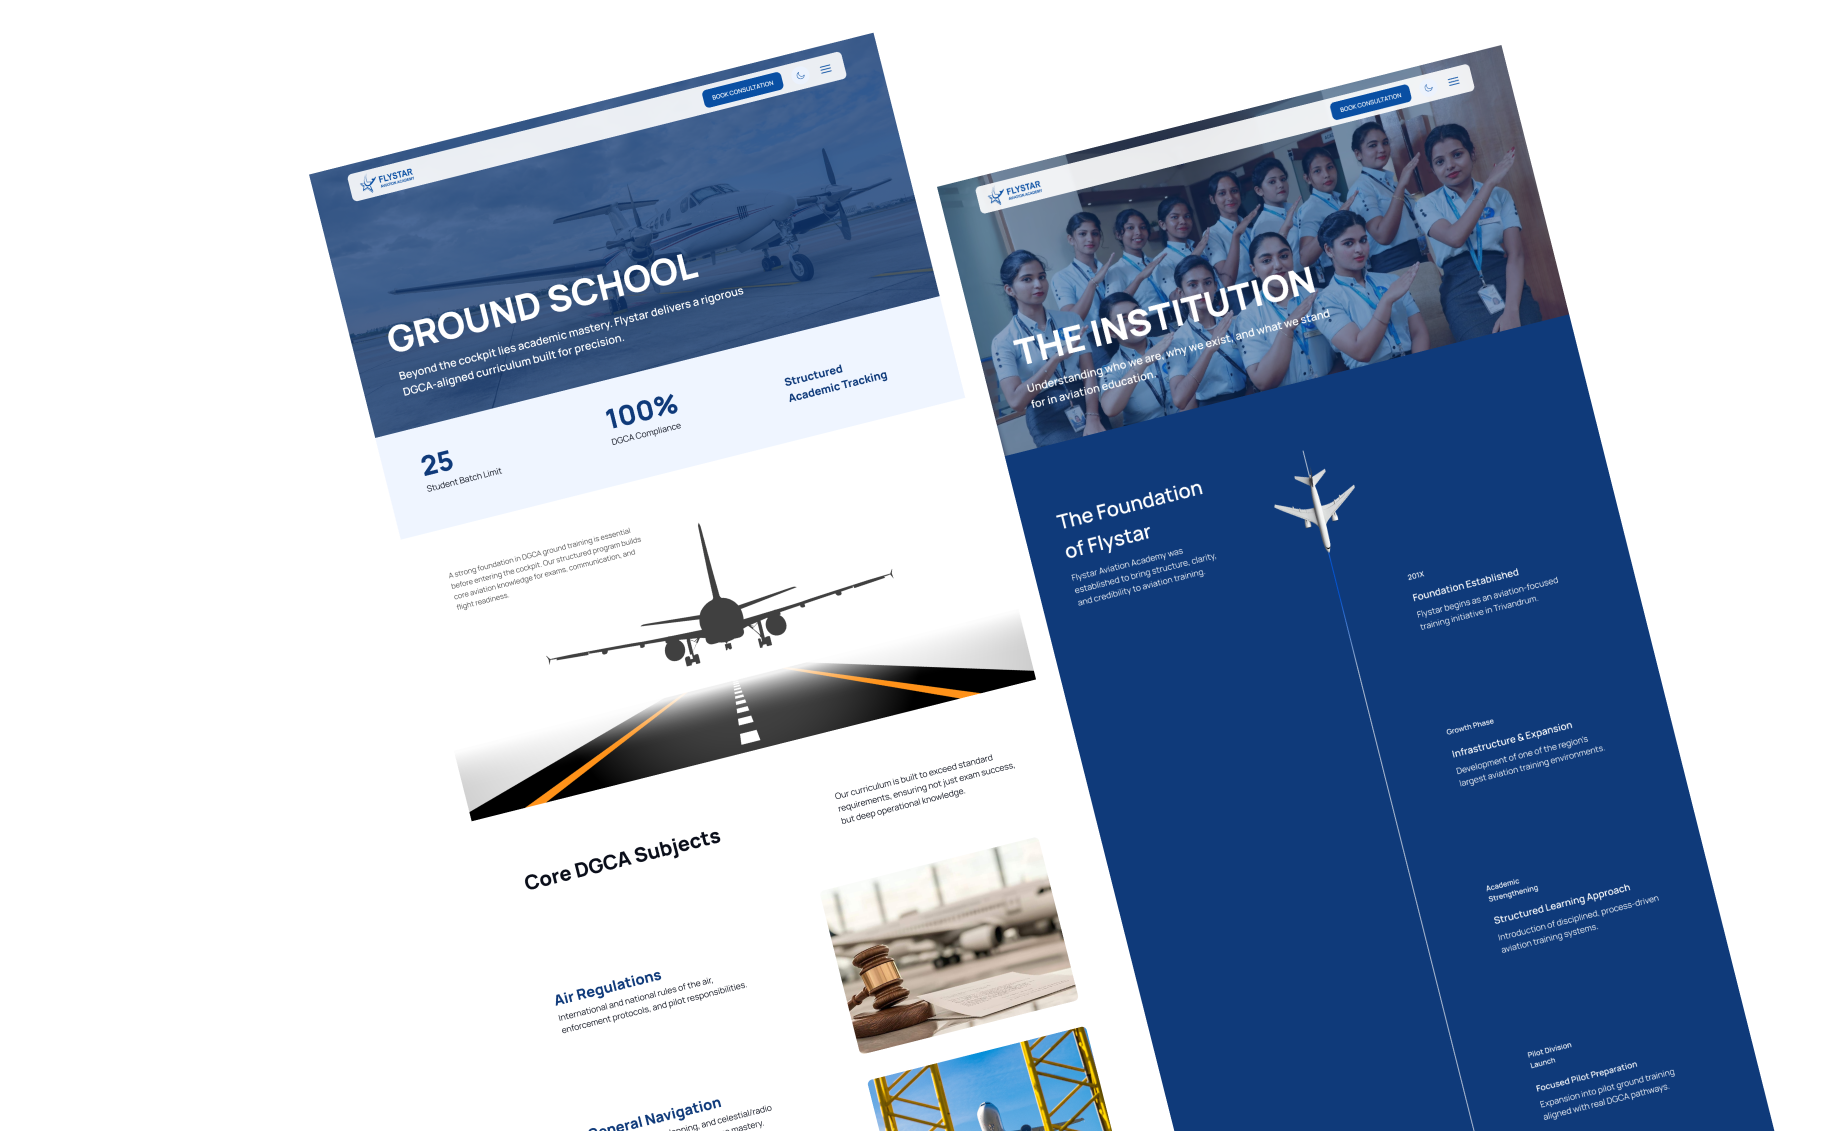 BOOK CONSULTATION
FLYSTAR
AVIATION ACADEMY
GROUND SCHOOL
Beyond the cockpit lies academic mastery. Flystar delivers a rigorous
DGCA-aligned curriculum built for precision.
25
Student Batch Limit
100%
DGCA Compliance
Structured
Academic Tracking
A strong foundation in DGCA ground training is essential
before entering the cockpit. Our structured program builds
core aviation knowledge for exams, communication, and
flight readiness.
Our curriculum is built to exceed standard
requirements, ensuring not just exam success,
but deep operational knowledge.
Core DGCA Subjects
Air Regulations
International and national rules of the air,
enforcement protocols, and pilot responsibilities.
General Navigation
and celestial/radio
mastery.
BOOK CONSULTATION
FLYSTAR
AVIATION ACADEMY
THE INSTITUTION
Understanding who we are, why we exist, and what we stand
for in aviation education.
The Foundation
of Flystar
Flystar Aviation Academy was
established to bring structure, clarity,
and credibility to aviation training.
201X
Foundation Established
Flystar begins as an aviation-focused
training initiative in Trivandrum.
Growth Phase
Infrastructure & Expansion
Development of one of the region's
largest aviation training environments.
Academic
Strengthening
Structured Learning Approach
Introduction of disciplined, process-driven
aviation training systems.
Pilot Division
Launch
Focused Pilot Preparation
Expansion into pilot ground training
aligned with real DGCA pathways.